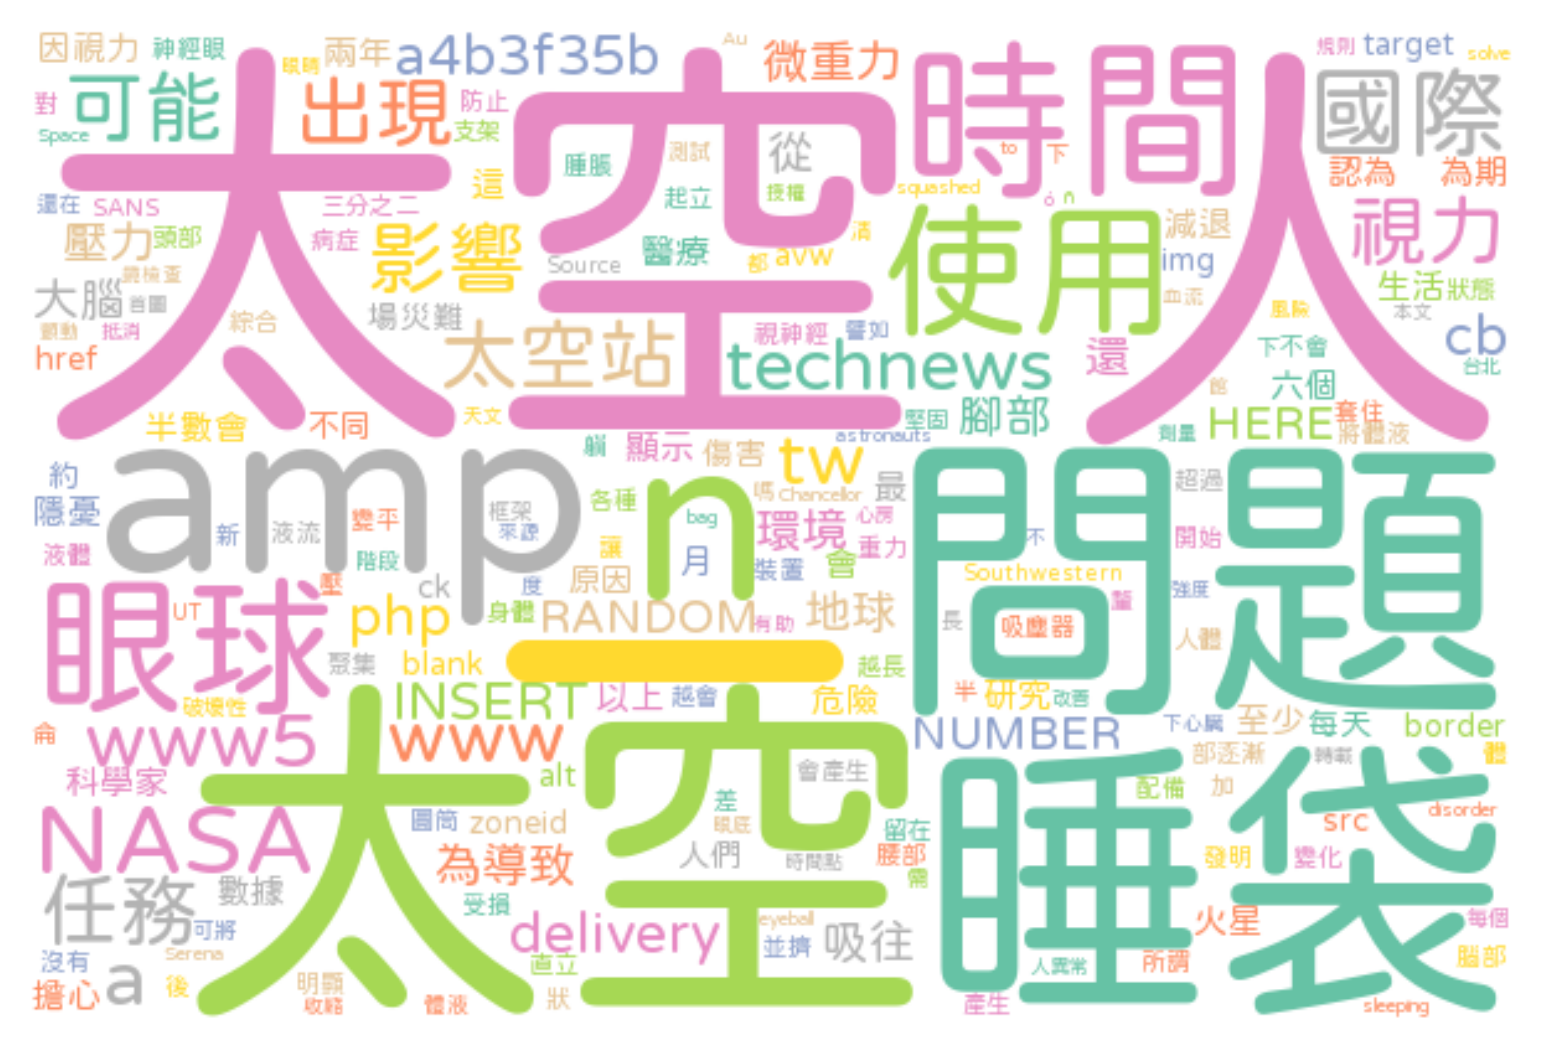 因視力 神經眼 眼睛 兩年 a4b3f35b Au 微重力 規則 target solve
對 可能 出現 防止 時間 國際
Space 支架 測試 從 to 下
太空人 腫脹 認為 為期
還在 SANS 三分之二 這 起立 授權 squashed ó n
壓力 頭部 病症 影響 醫療 都 avw 清 使用 減退 視力
Source img
大腦 鏡檢查 首圖 場災難 血流 風險 生活 狀態
顫動 抵消 綜合 太空站 視神經 譬如 本文
href technews 還 下不會 cb
台北
館 六個
半數會 不同 天文 堅固 腳部 劑量 HERE 套住
將體液
astronauts
約 amp 躺 顯示 傷害 tw 問題
隱憂 n 各種 嗎 Chancellor 最 超過
新 液流 變平 框架 來源 bag 環境 心房 不 開始
液體 階段 讓 月 裝置 會 重力
眼球 壓 ck 度 原因 Southwestern 強度
UT php 身體 RANDOM 有助 地球 長 吸塵器 人體
聚集 blank 一 越長
破壞性 INSERT 以上 越會 危險 半 研究 改善
www5 www NUMBER 下心臟 至少 每天 border
科學家 太空 alt 會產生 部逐漸 轉載 體
睡袋 配備 加
NASA 圓筒 zoneid 差 眼底 留在 src disorder
為導致 人們 時間點 腰部 需 發明 變化
任務 數據 受損 eyeball 火星 每個
可將 delivery 並擠 吸往
沒有 Serena 直立 人異常 所謂 腦部
擔心 a 後 明顯 收縮 體液 狀 產生 sleeping